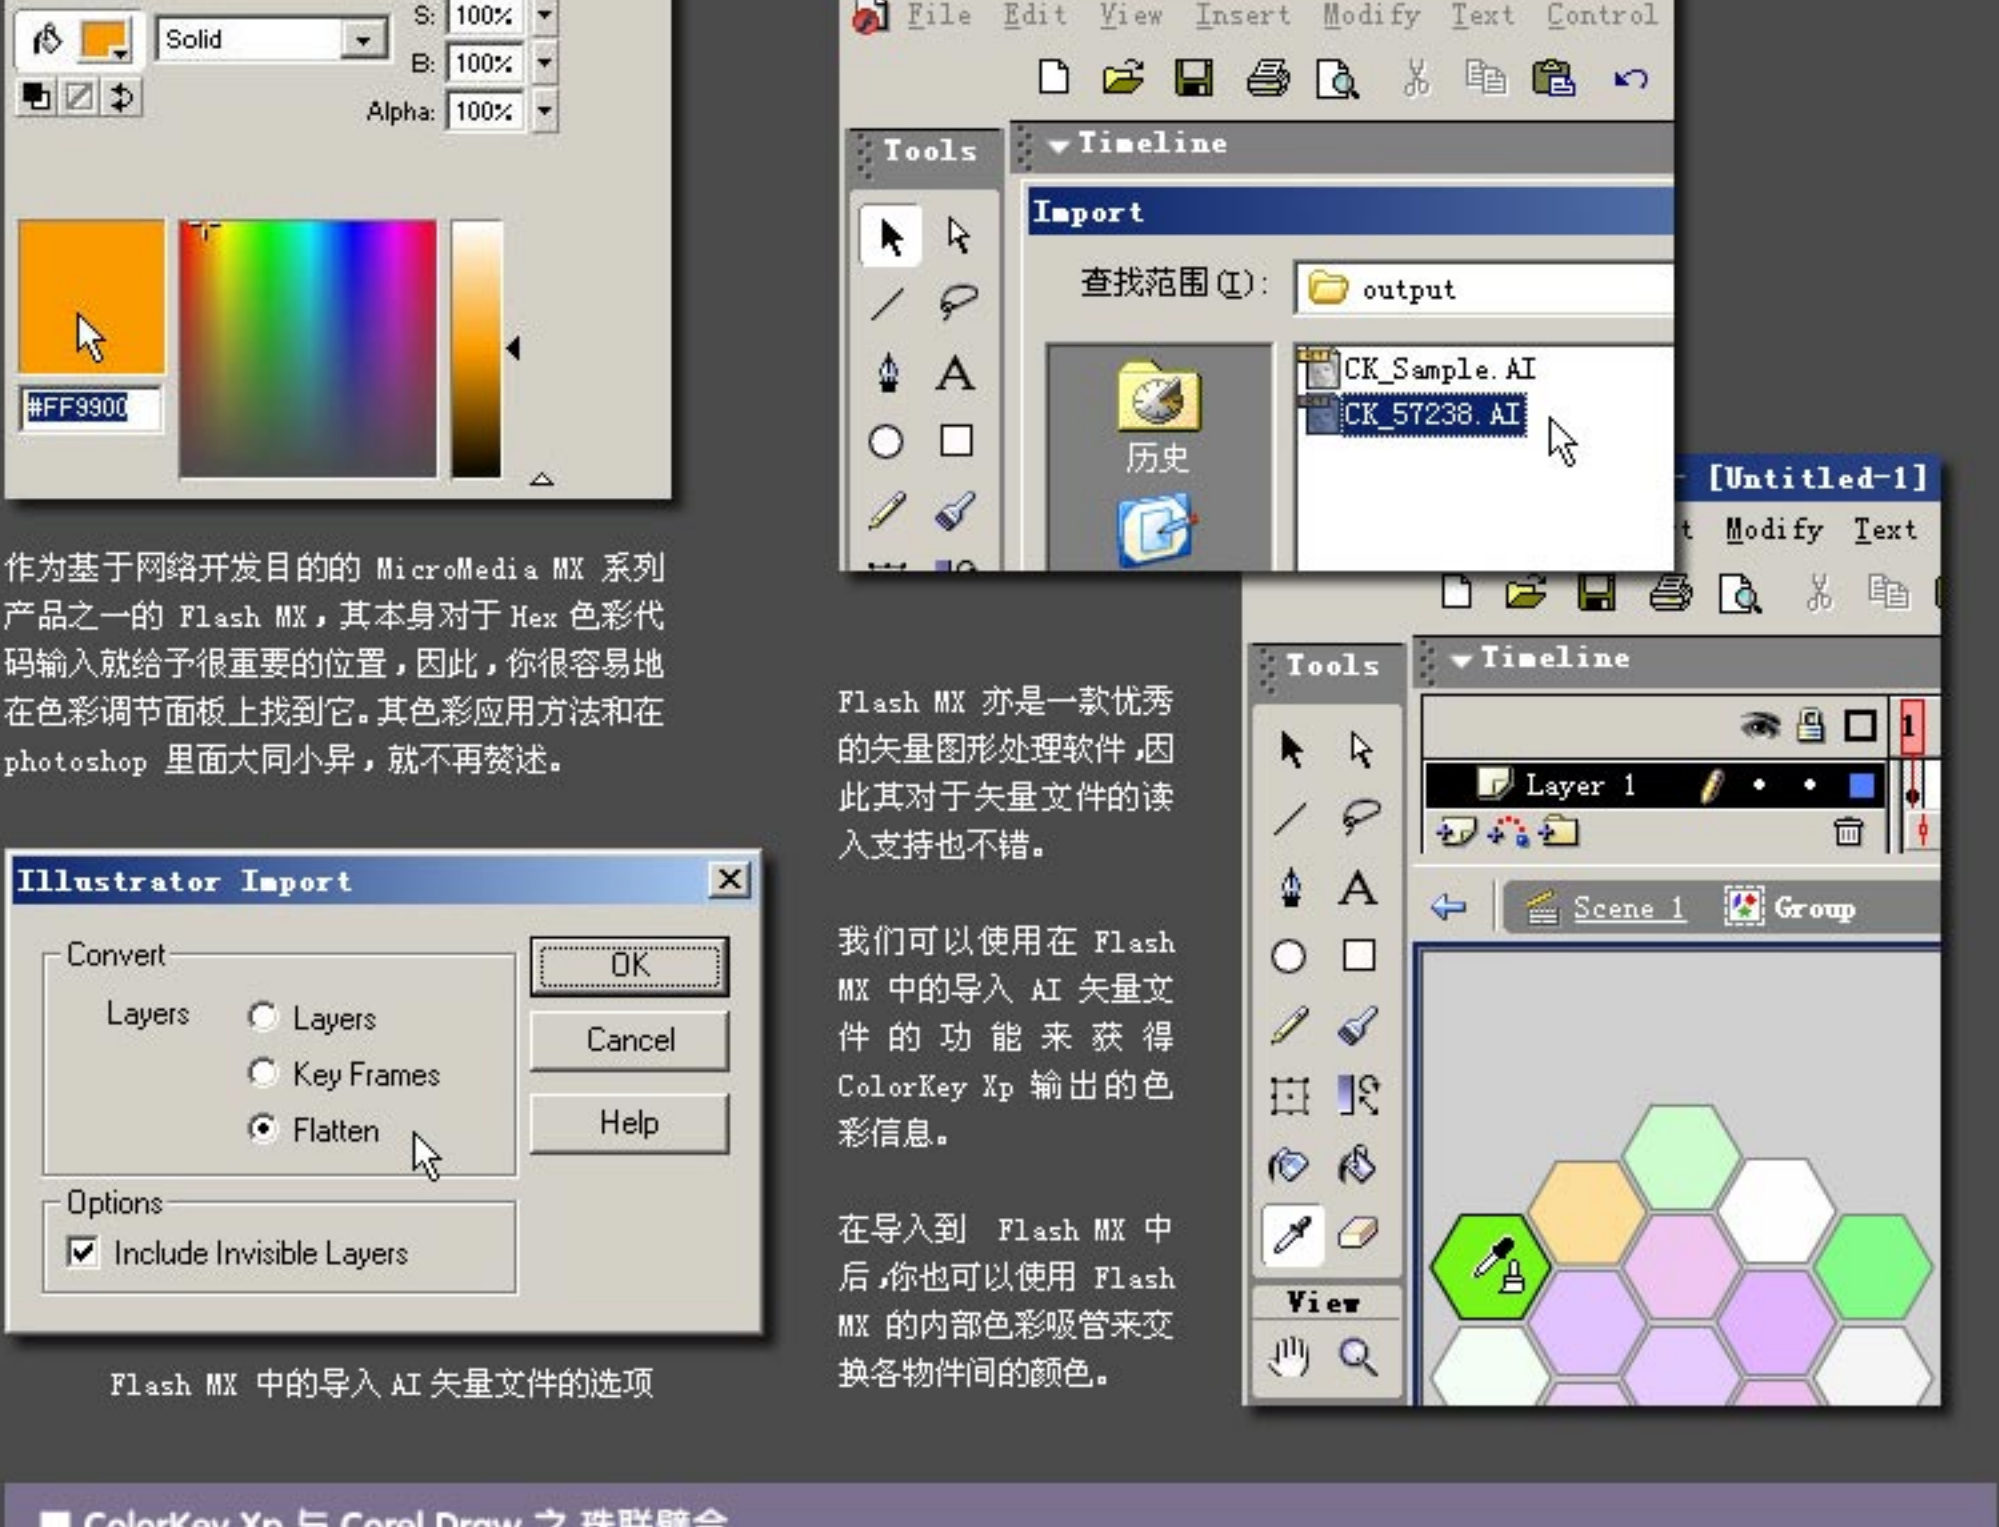 Solid
S: 100%
B: 100%
Alpha: 100%
#FF9900
File Edit View Insert Modify Text Control
Tools
Timeline
Import
查找范围(I):
output
CK_Sample.AI
CK_57238.AI
历史
作为基于网络开发目的的 MicroMedia MX 系列
产品之一的 Flash MX，其本身对于 Hex 色彩代
码输入就给予很重要的位置，因此，你很容易地
在色彩调节面板上找到它。其色彩应用方法和在
photoshop 里面大同小异，就不再赘述。
Illustrator Import
Convert
Layers
Layers
Key Frames
Flatten
OK
Cancel
Help
Options
Include Invisible Layers
Flash MX 中的导入 AI 矢量文件的选项
Flash MX 亦是一款优秀
的矢量图形处理软件,因
此其对于矢量文件的读
入支持也不错。
我们可以使用在 Flash
MX 中的导入 AI 矢量文
件的功能来获得
ColorKey Xp 输出的色
彩信息。
在导入到 Flash MX 中
后,你也可以使用 Flash
MX 的内部色彩吸管来交
换各物件间的颜色。
- [Untitled-1]
t Modify Text
Tools
Timeline
1
Layer 1
Scene 1 Group
View
ColorKey Xp 与 Corel Draw 之 珠联璧合